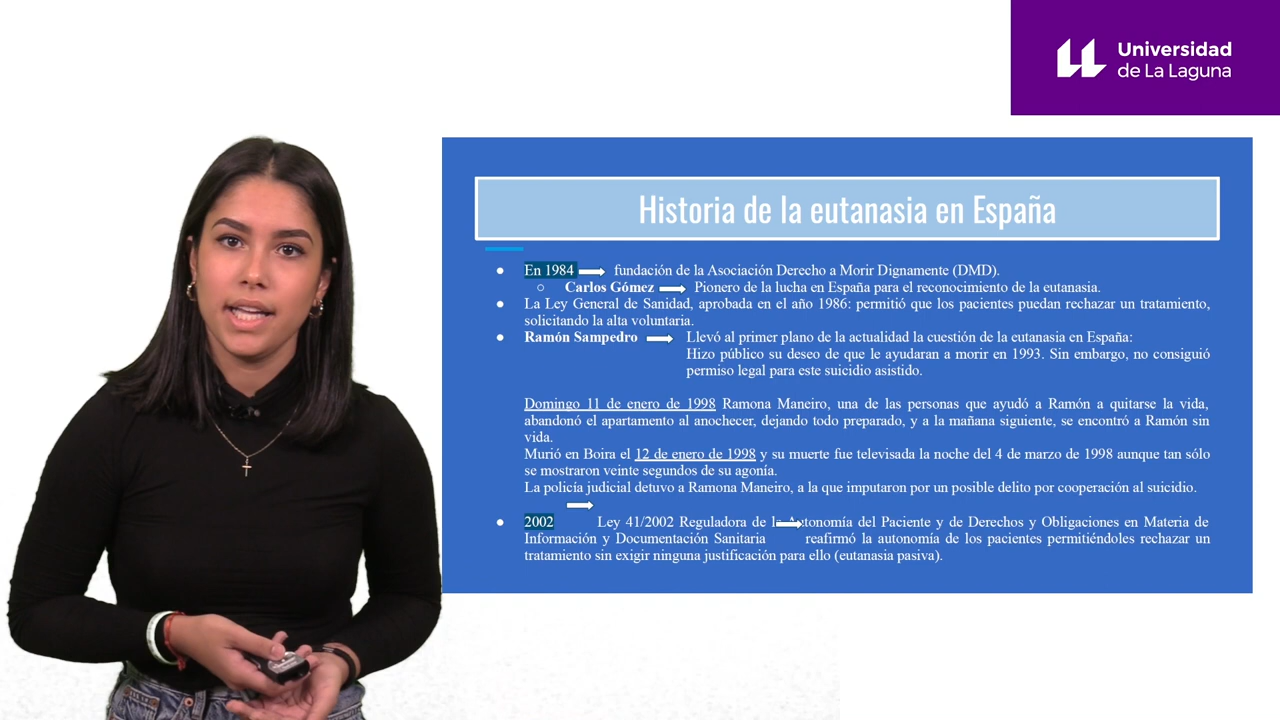 Universidad
de La Laguna
Historia de la eutanasia en España
En 1984 fundación de la Asociación Derecho a Morir Dignamente (DMD).
Carlos Gómez Pionero de la lucha en España para el reconocimiento de la eutanasia.
La Ley General de Sanidad, aprobada en el año 1986: permitió que los pacientes puedan rechazar un tratamiento,
solicitando la alta voluntaria.
Ramón Sampedro Llevó al primer plano de la actualidad la cuestión de la eutanasia en España:
Hizo público su deseo de que le ayudaran a morir en 1993. Sin embargo, no consiguió
permiso legal para este suicidio asistido.
Domingo 11 de enero de 1998 Ramona Maneiro, una de las personas que ayudó a Ramón a quitarse la vida,
abandonó el apartamento al anochecer, dejando todo preparado, y a la mañana siguiente, se encontró a Ramón sin
vida.
Murió en Boira el 12 de enero de 1998 y su muerte fue televisada la noche del 4 de marzo de 1998 aunque tan sólo
se mostraron veinte segundos de su agonía.
La policía judicial detuvo a Ramona Maneiro, a la que imputaron por un posible delito por cooperación al suicidio.
2002 Ley 41/2002 Reguladora de la Autonomía del Paciente y de Derechos y Obligaciones en Materia de
Información y Documentación Sanitaria reafirmó la autonomía de los pacientes permitiéndoles rechazar un
tratamiento sin exigir ninguna justificación para ello (eutanasia pasiva).